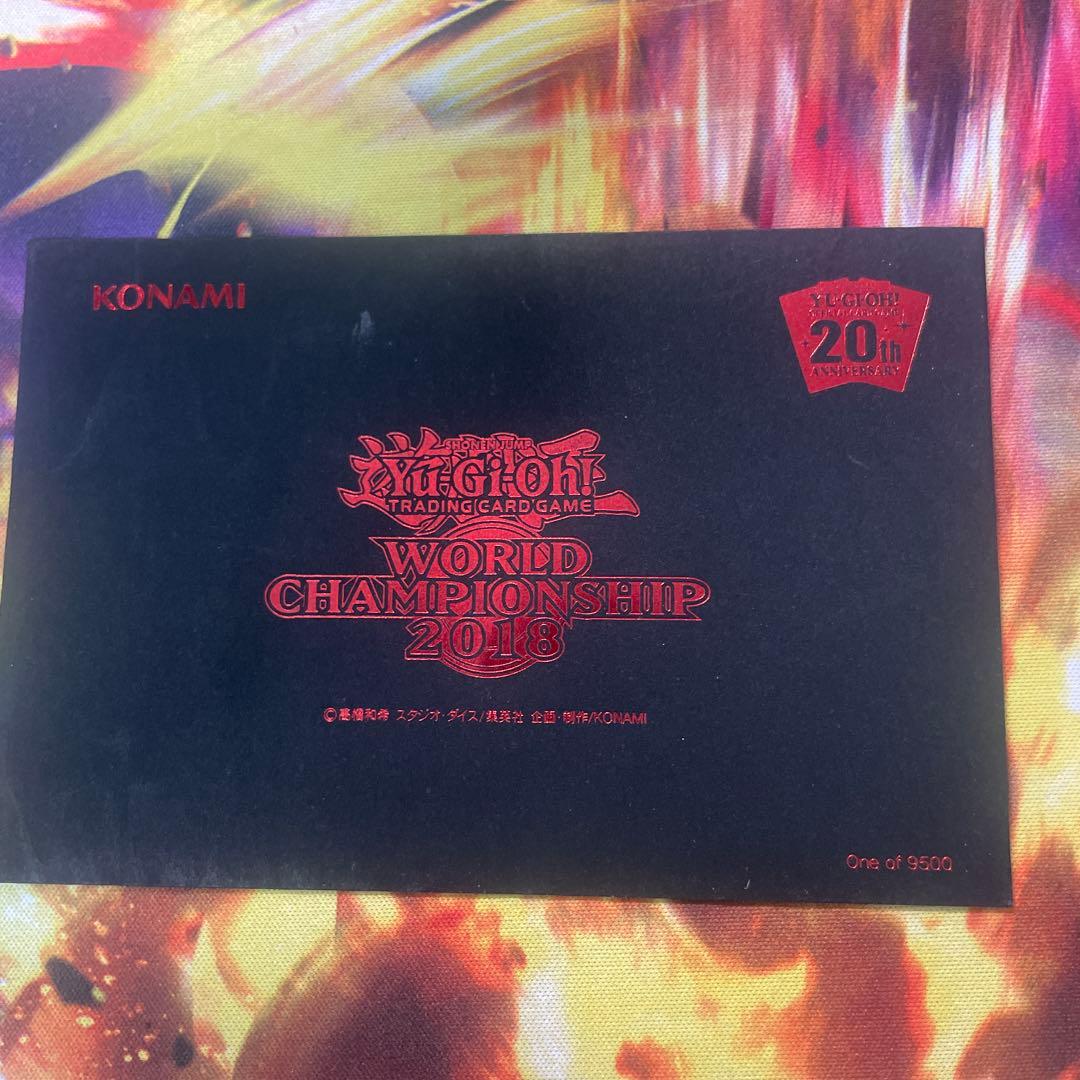 KONAMI
YU-GI-OH!
20th
ANNIVERSARY
SHONEN JUMP
Yu-Gi-Oh!
TRADING CARD GAME
WORLD
CHAMPIONSHIP
2018
©高橋和希 スタジオ・ダイス/集英社 企画・制作/KONAMI
One of 9500